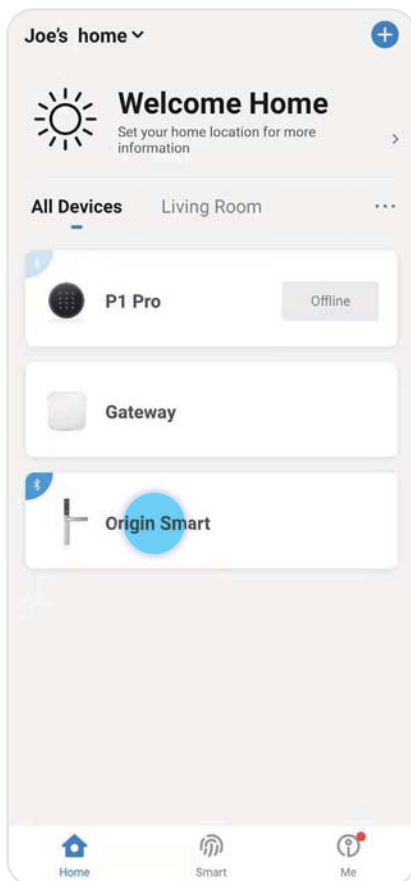 Joe's home
Welcome Home
Set your home location for more
information
All Devices Living Room
P1 Pro Offline
Gateway
Origin Smart
Home Smart Me